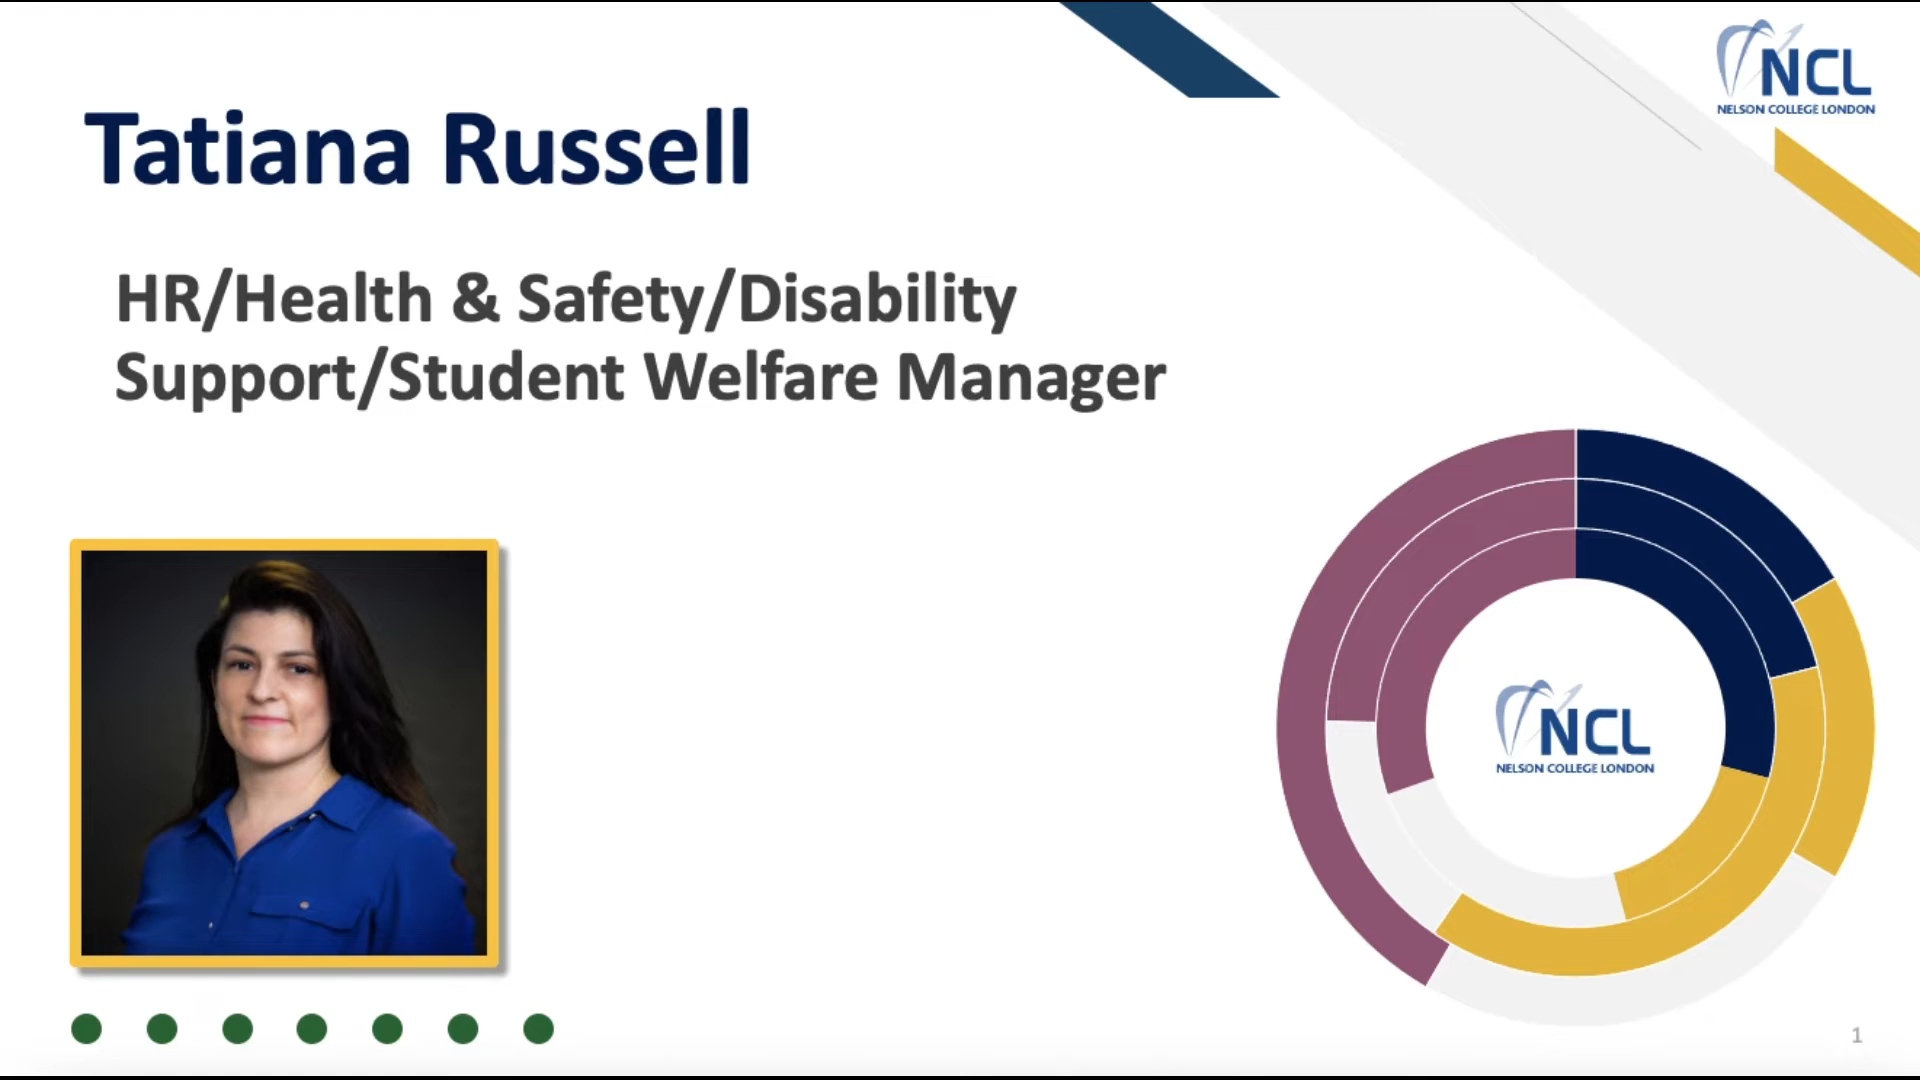 NCL
NELSON COLLEGE LONDON
Tatiana Russell
HR/Health & Safety/Disability
Support/Student Welfare Manager
NCL
NELSON COLLEGE LONDON
1